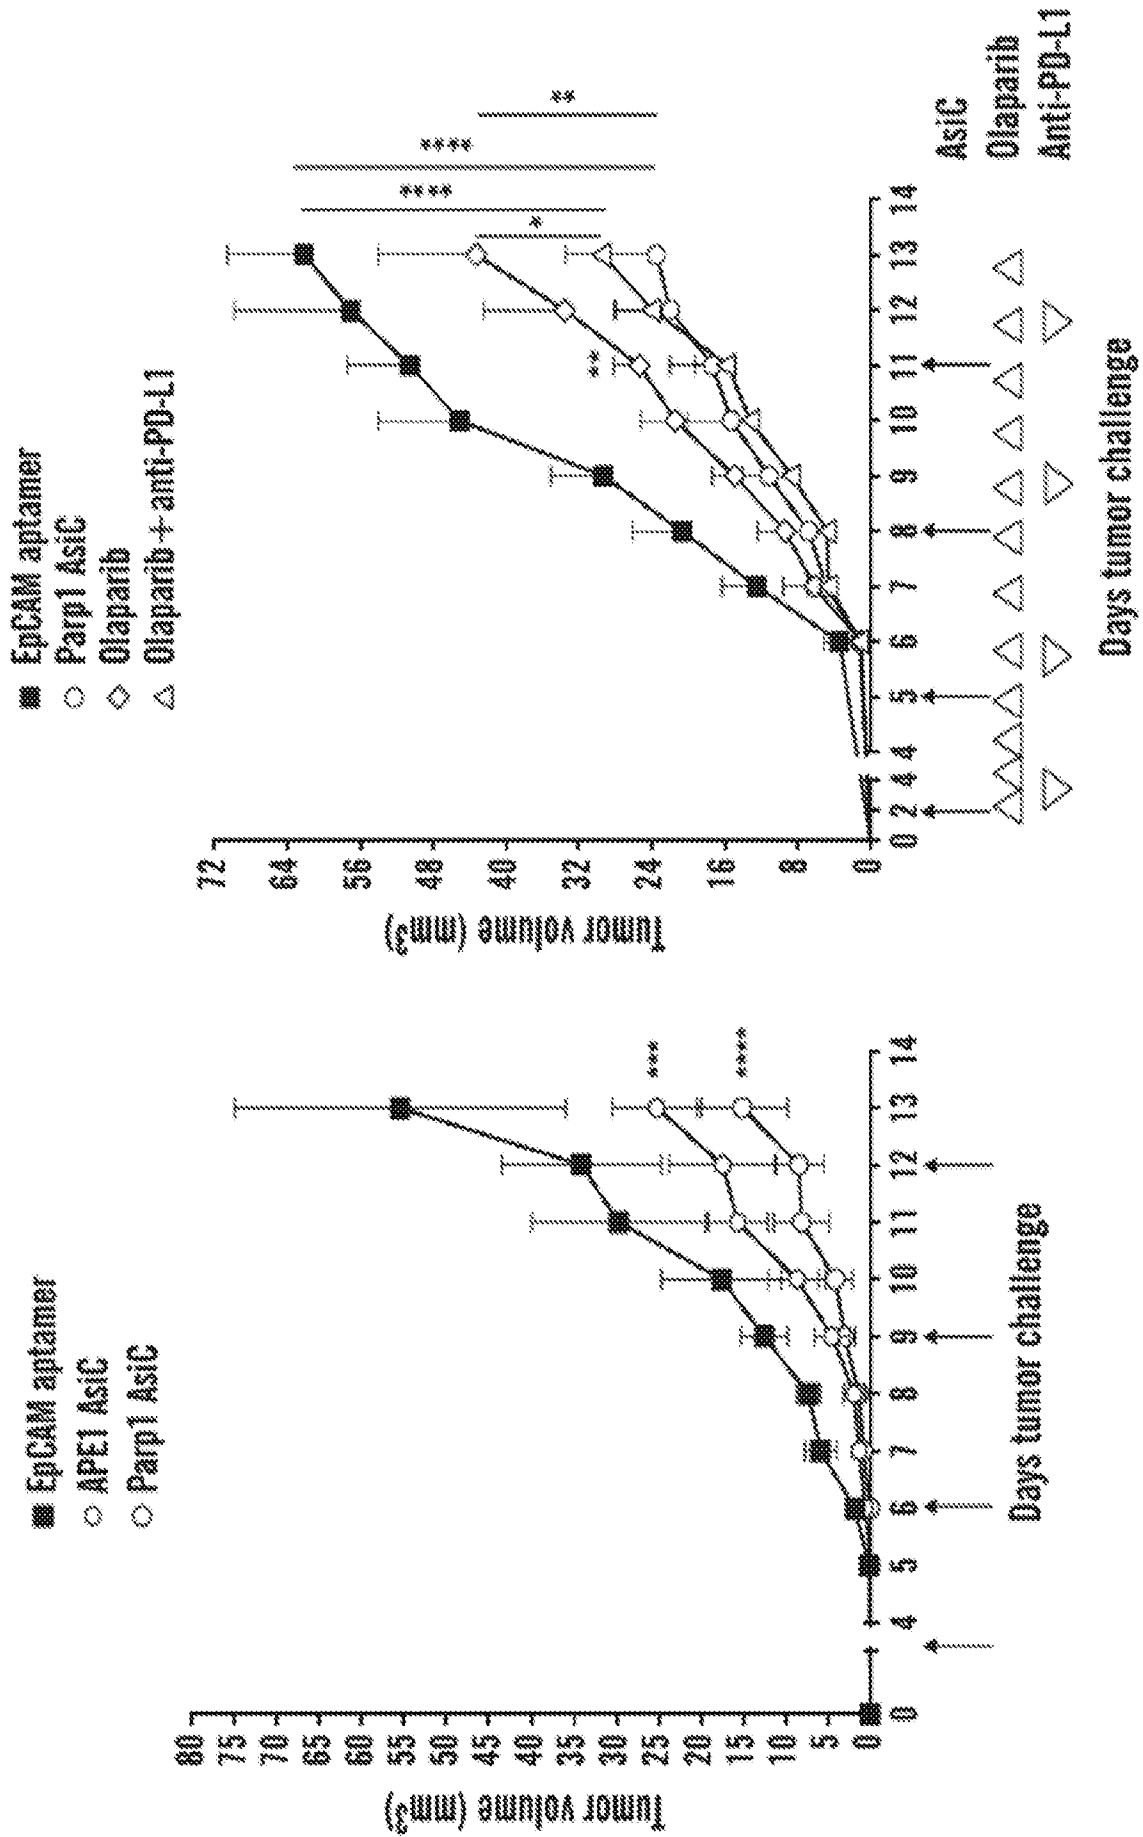 ■ EpCAM aptamer
○ APE1 AsiC
○ Parp1 AsiC
Tumor volume (mm³)
80
75
70
65
60
55
50
45
40
35
30
25
20
15
10
5
0
***
****
0 4 5 6 7 8 9 10 11 12 13 14
Days tumor challenge
■ EpCAM aptamer
○ Parp1 AsiC
◇ Olaparib
△ Olaparib+anti-PD-L1
Tumor volume (mm³)
72
64
56
48
40
32
24
16
8
0
**
*
****
****
**
0 2 4 4 5 6 7 8 9 10 11 12 13 14
AsiC
Olaparib
Anti-PD-L1
Days tumor challenge